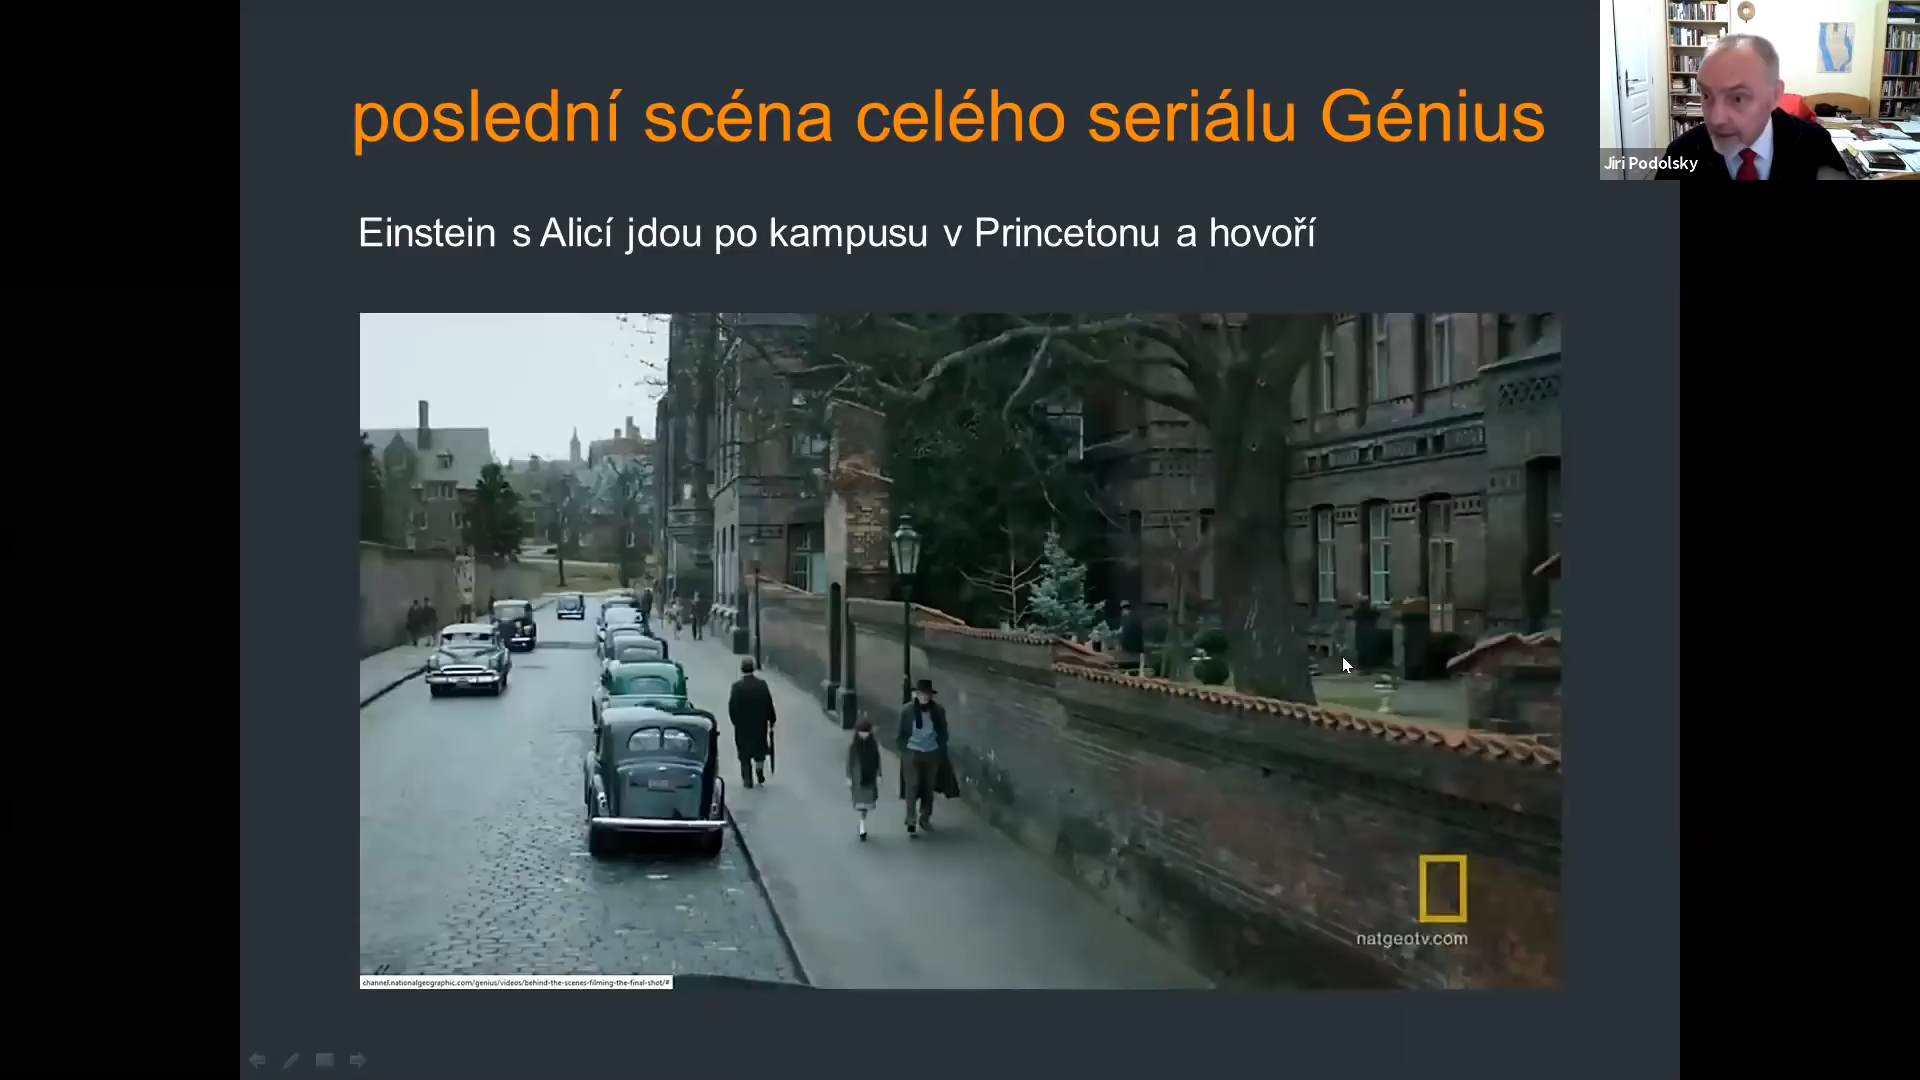 poslední scéna celého seriálu Génius
Jiri Podolsky
Einstein s Alicí jdou po kampusu v Princetonu a hovoří
natgeotv.com
channel.nationalgeographic.com/genius/videos/behind-the-scenes-filming-the-final-shot/#